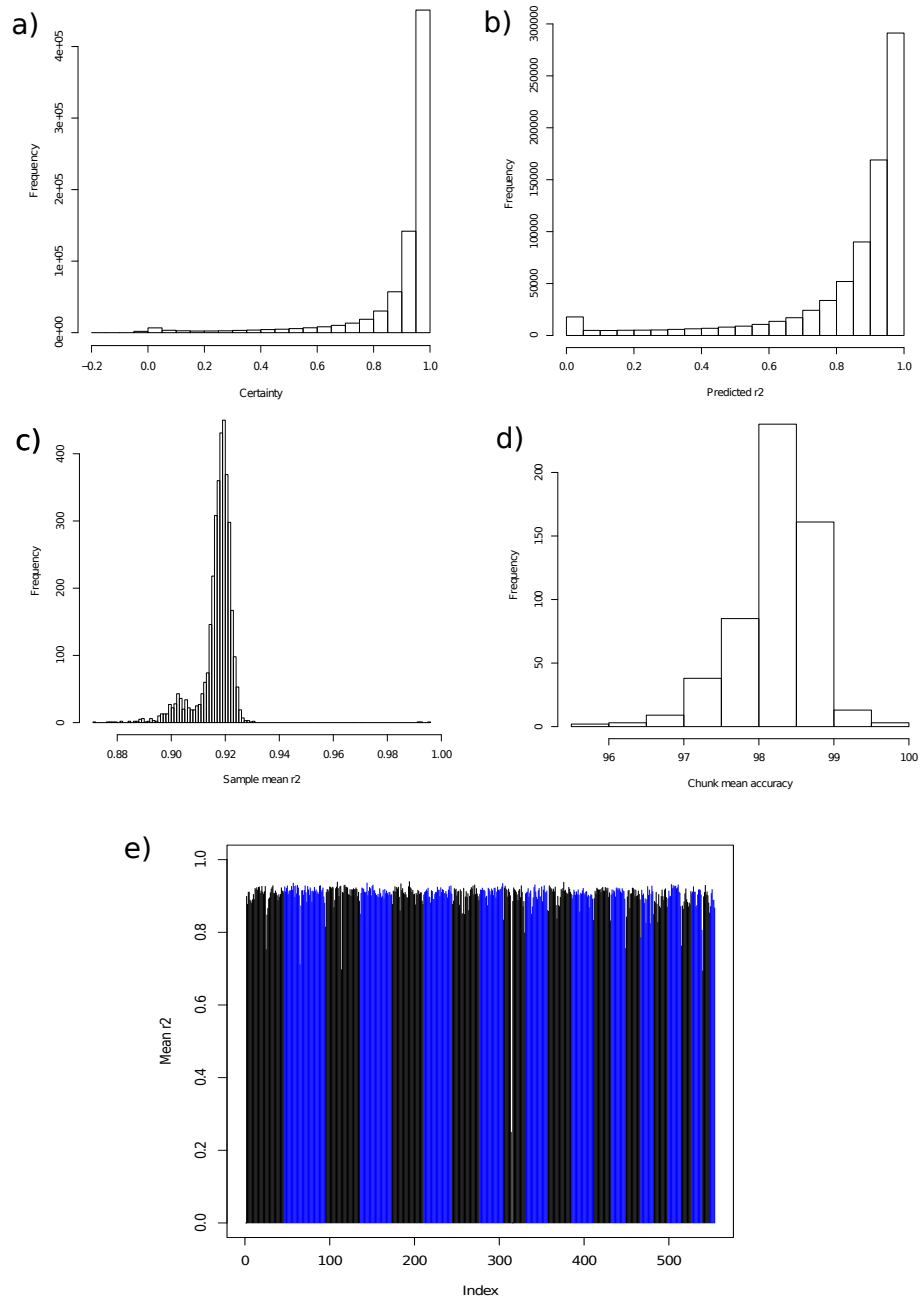 a)
Frequency
0e+00 1e+05 2e+05 3e+05 4e+05
−0.2 0.0 0.2 0.4 0.6 0.8 1.0
Certainty
b)
Frequency
0 50000 100000 150000 200000 250000 300000
0.0 0.2 0.4 0.6 0.8 1.0
Predicted r2
c)
Frequency
0 100 200 300 400
0.88 0.90 0.92 0.94 0.96 0.98 1.00
Sample mean r2
d)
Frequency
0 50 100 150 200
96 97 98 99 100
Chunk mean accuracy
e)
Mean r2
0.0 0.2 0.4 0.6 0.8 1.0
0 100 200 300 400 500
Index